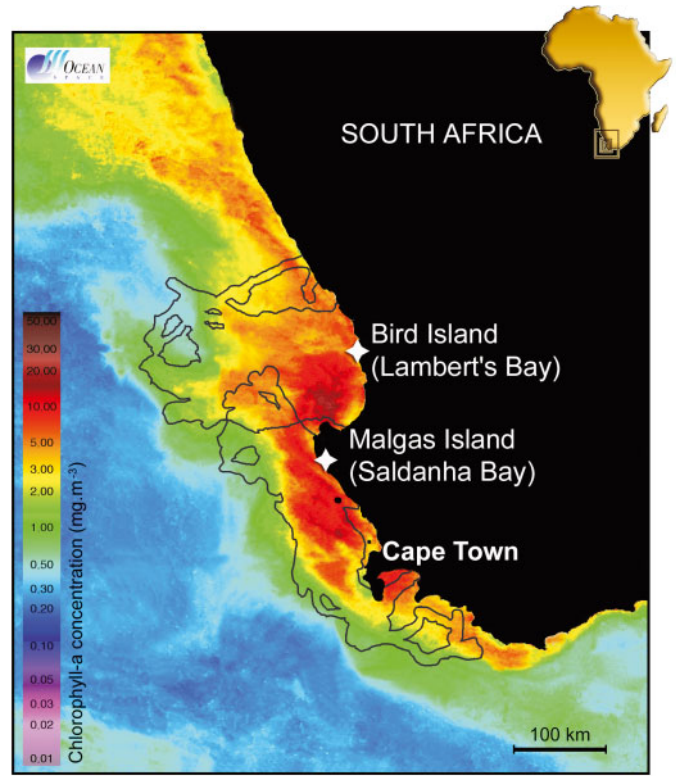 OCEAN
SPACE
SOUTH AFRICA
Bird Island
(Lambert's Bay)
Malgas Island
(Saldanha Bay)
Cape Town
50.00
30.00
20.00
10.00
5.00
3.00
2.00
1.00
0.50
0.30
0.20
0.10
0.05
0.03
0.02
0.01
Chlorophyll-a concentration (mg.m⁻³)
100 km